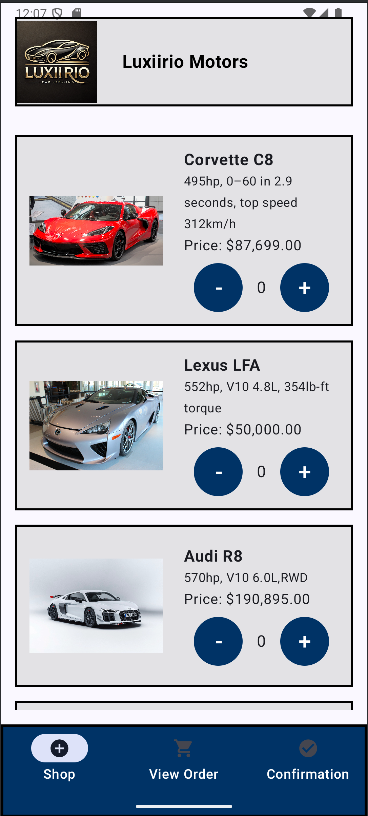 12:07
LUXIIRIO
Luxiirio Motors
Corvette C8
495hp, 0–60 in 2.9
seconds, top speed
312km/h
Price: $87,699.00
- 0 +
Lexus LFA
552hp, V10 4.8L, 354lb-ft
torque
Price: $50,000.00
- 0 +
Audi R8
570hp, V10 6.0L,RWD
Price: $190,895.00
- 0 +
Shop
View Order
Confirmation